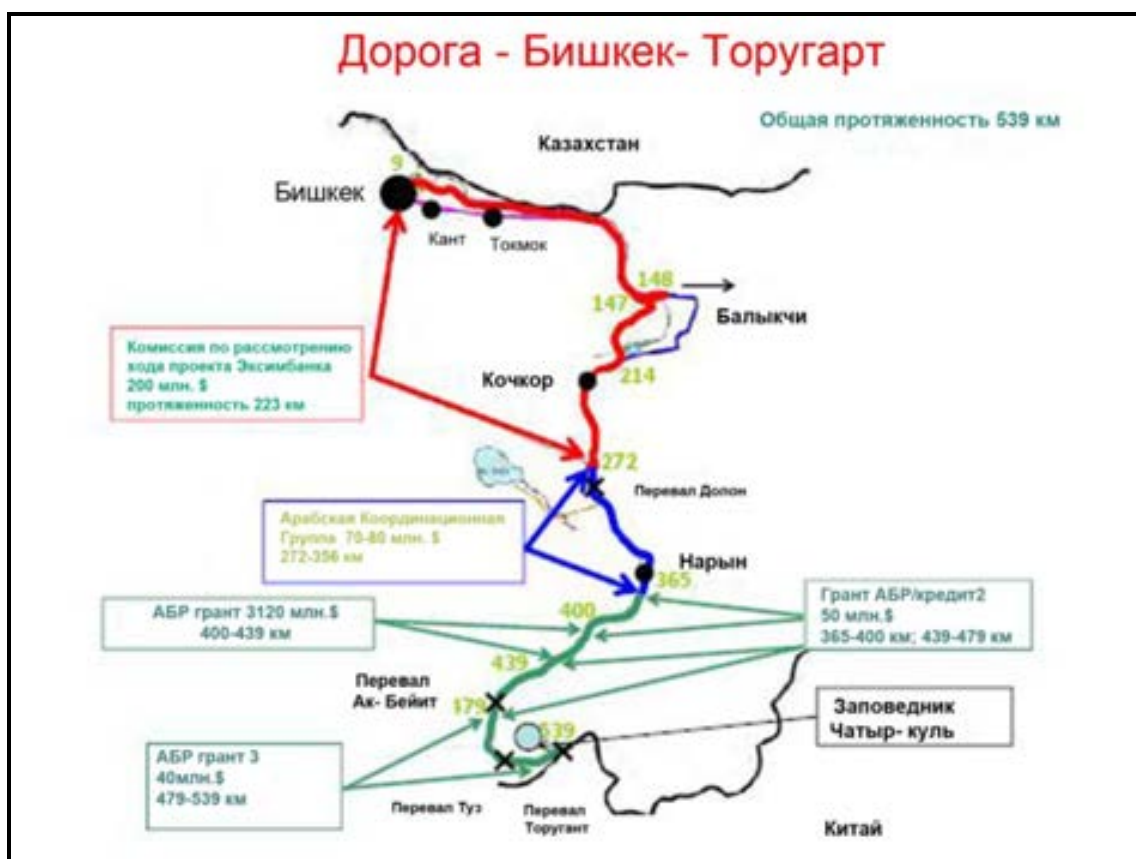 Дорога - Бишкек- Торугарт
Общая протяженность 539 км
Казахстан
9
Бишкек
Кант
Токмок
148
147
Балыкчи
Комиссия по рассмотрению
хода проекта Эксимбанка
200 млн. $
протяженность 223 км
Кочкор
214
272
Перевал Долон
Арабская Координационная
Группа 70-80 млн. $
272-356 км
Нарын
365
АБР грант 3120 млн.$
400-439 км
400
Грант АБР/кредит2
50 млн.$
365-400 км; 439-479 км
439
Перевал
Ак- Бейит
479
Заповедник
Чатыр- куль
539
АБР грант 3
40млн.$
479-539 км
Перевал Туз
Перевал
Торугант
Китай